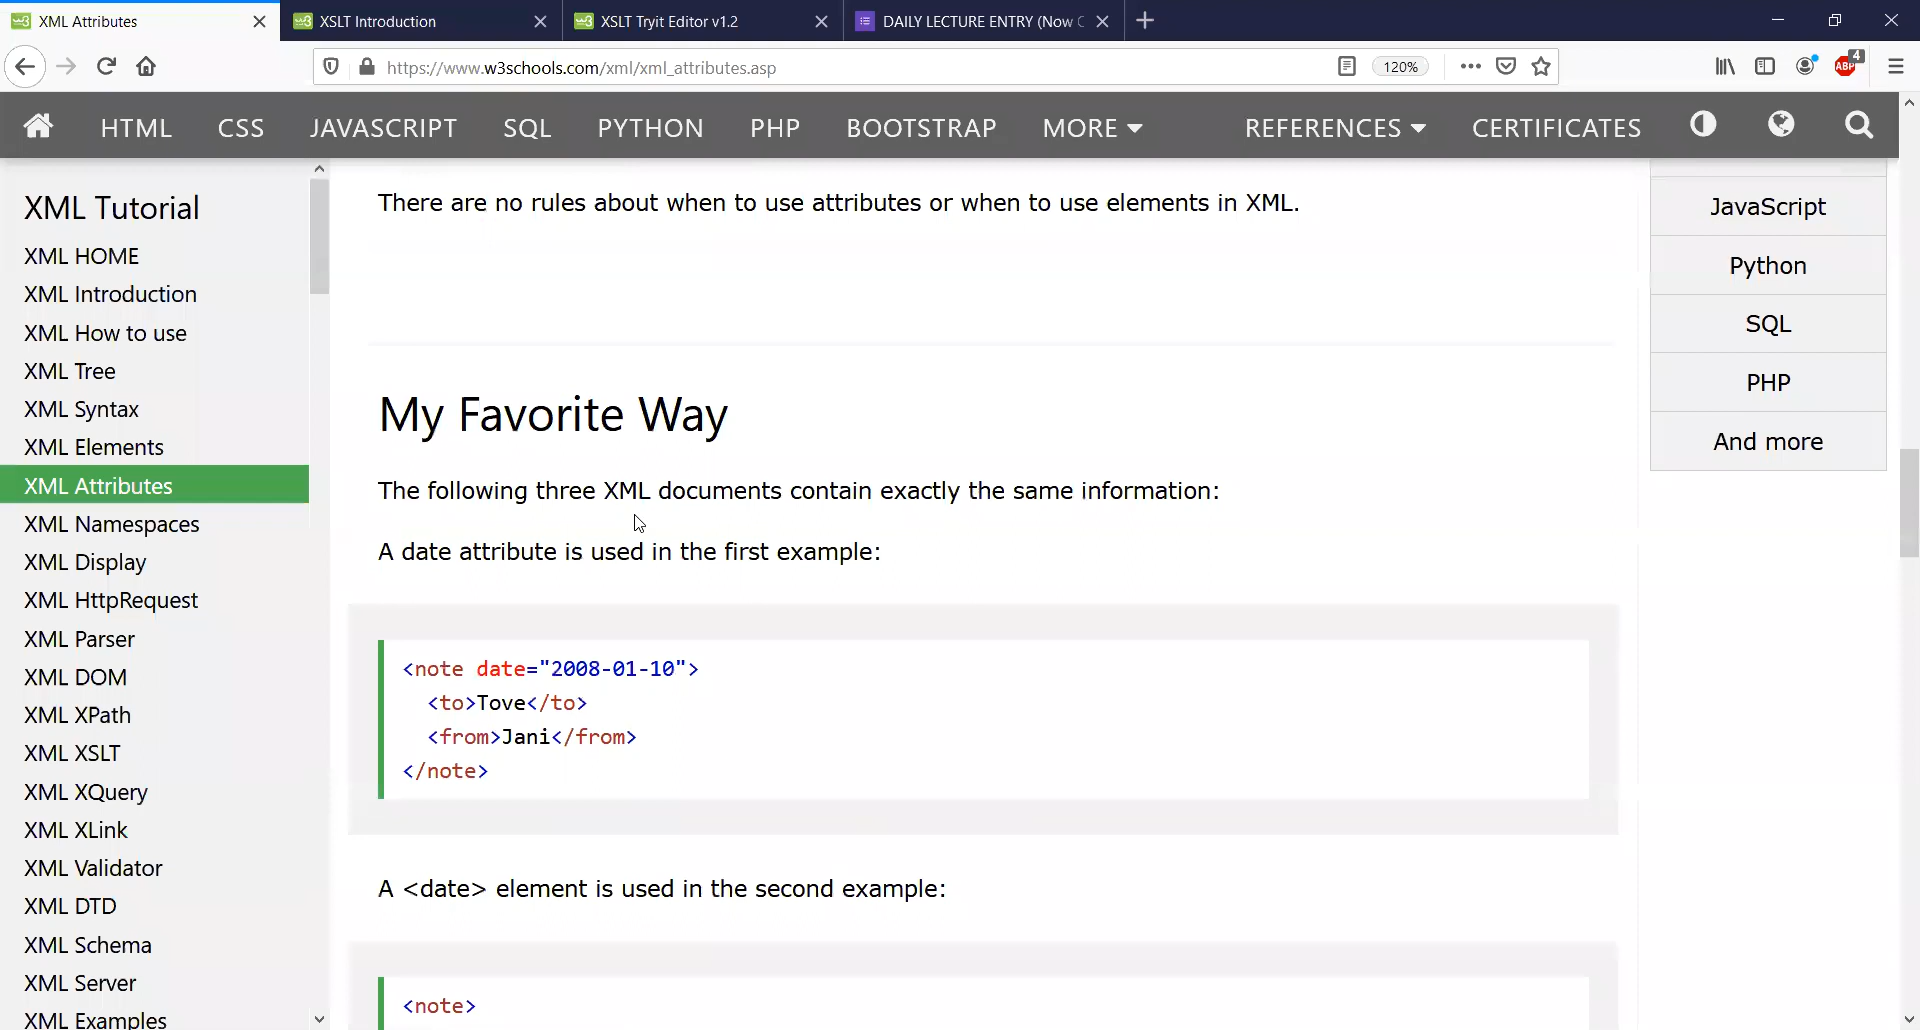 XML Attributes
XSLT Introduction
XSLT Tryit Editor v1.2
DAILY LECTURE ENTRY (Now
https://www.w3schools.com/xml/xml_attributes.asp
120%
ABP
4
HTML
CSS
JAVASCRIPT
SQL
PYTHON
PHP
BOOTSTRAP
MORE
REFERENCES
CERTIFICATES
XML Tutorial
XML HOME
XML Introduction
XML How to use
XML Tree
XML Syntax
XML Elements
XML Attributes
XML Namespaces
XML Display
XML HttpRequest
XML Parser
XML DOM
XML XPath
XML XSLT
XML XQuery
XML XLink
XML Validator
XML DTD
XML Schema
XML Server
XML Examples
There are no rules about when to use attributes or when to use elements in XML.
My Favorite Way
The following three XML documents contain exactly the same information:
A date attribute is used in the first example:
<note date="2008-01-10">
<to>Tove</to>
<from>Jani</from>
</note>
A <date> element is used in the second example:
<note>
JavaScript
Python
SQL
PHP
And more